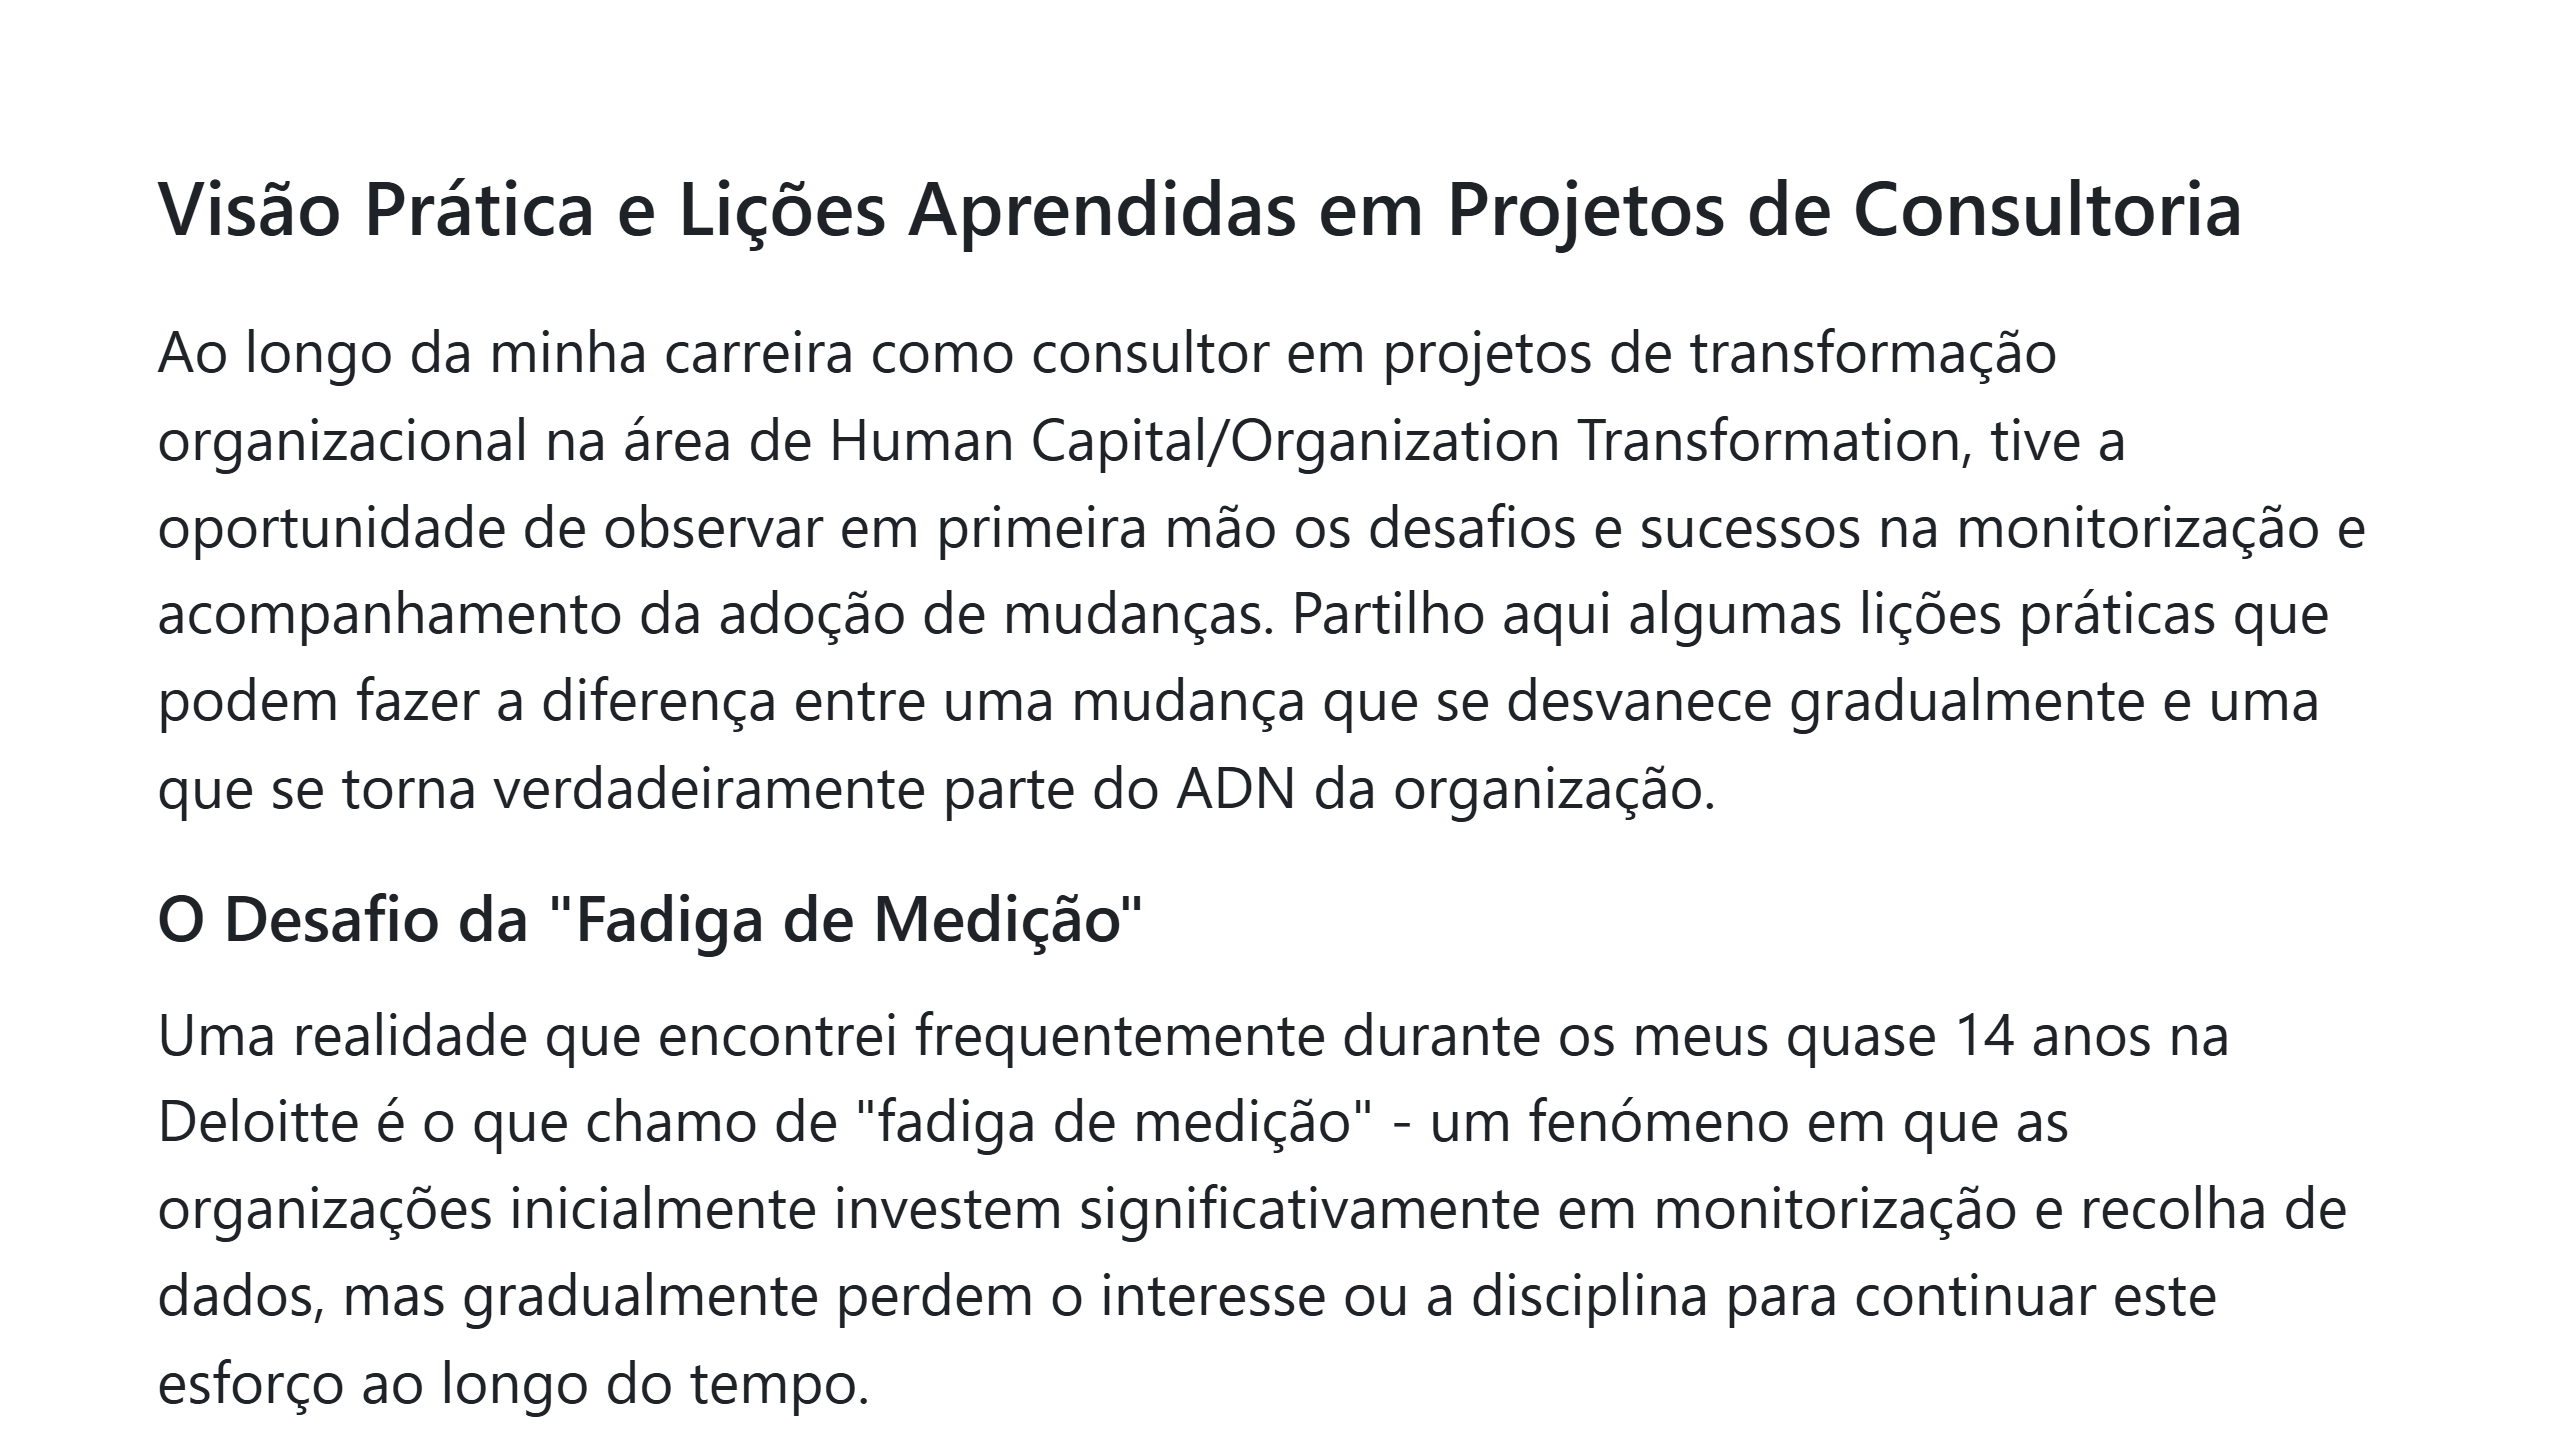 Visão Prática e Lições Aprendidas em Projetos de Consultoria
Ao longo da minha carreira como consultor em projetos de transformação
organizacional na área de Human Capital/Organization Transformation, tive a
oportunidade de observar em primeira mão os desafios e sucessos na monitorização e
acompanhamento da adoção de mudanças. Partilho aqui algumas lições práticas que
podem fazer a diferença entre uma mudança que se desvanece gradualmente e uma
que se torna verdadeiramente parte do ADN da organização.
O Desafio da "Fadiga de Medição"
Uma realidade que encontrei frequentemente durante os meus quase 14 anos na
Deloitte é o que chamo de "fadiga de medição" - um fenómeno em que as
organizações inicialmente investem significativamente em monitorização e recolha de
dados, mas gradualmente perdem o interesse ou a disciplina para continuar este
esforço ao longo do tempo.